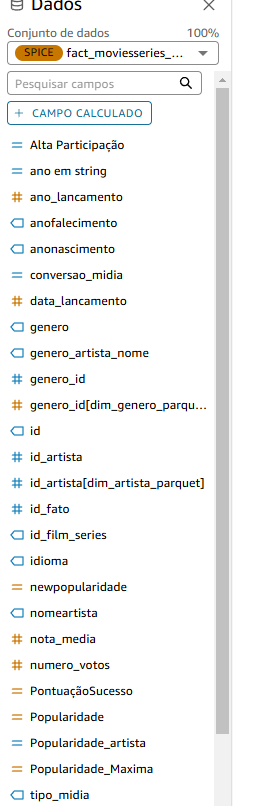 Dados
Conjunto de dados 100%
SPICE fact_moviesseries_...
Pesquisar campos
+ CAMPO CALCULADO
Alta Participação
ano em string
ano_lancamento
anofalecimento
anonascimento
conversao_midia
data_lancamento
genero
genero_artista_nome
genero_id
genero_id[dim_genero_parqu...
id
id_artista
id_artista[dim_artista_parquet]
id_fato
id_film_series
idioma
newpopularidade
nomeartista
nota_media
numero_votos
PontuaçãoSucesso
Popularidade
Popularidade_artista
Popularidade_Maxima
tipo_midia